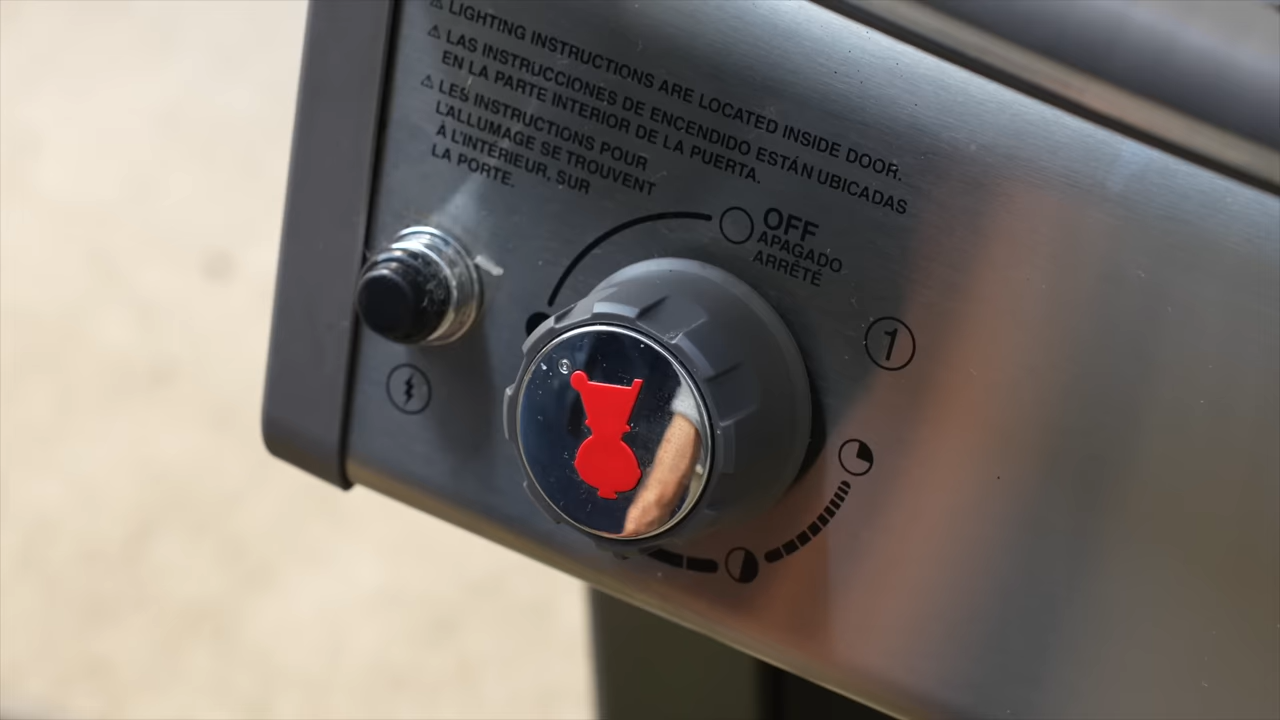 ⚠ LIGHTING INSTRUCTIONS ARE LOCATED INSIDE DOOR.
⚠ LAS INSTRUCCIONES DE ENCENDIDO ESTÁN UBICADAS
EN LA PARTE INTERIOR DE LA PUERTA.
⚠ LES INSTRUCTIONS POUR
L'ALLUMAGE SE TROUVENT
À L'INTÉRIEUR, SUR
LA PORTE.
OFF
APAGADO
ARRÊTÉ
1